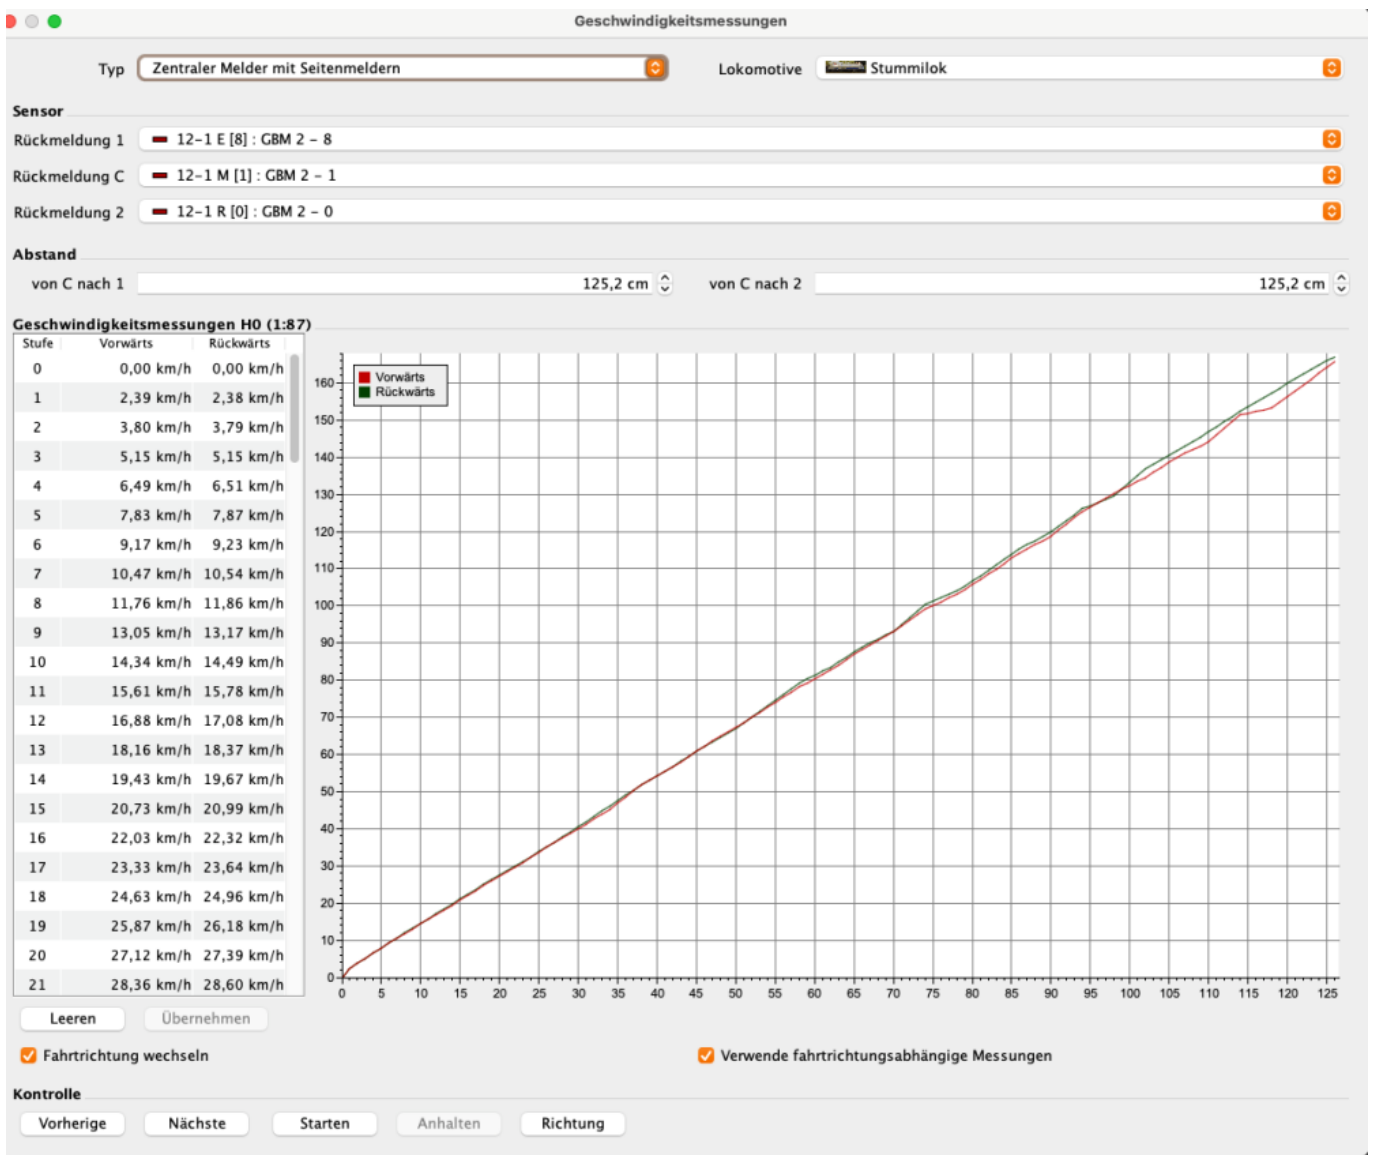 Geschwindigkeitsmessungen
Typ Zentraler Melder mit Seitenmeldern Lokomotive Stummilok
Sensor
Rückmeldung 1 12-1 E [8] : GBM 2 - 8
Rückmeldung C 12-1 M [1] : GBM 2 - 1
Rückmeldung 2 12-1 R [0] : GBM 2 - 0
Abstand
von C nach 1 125,2 cm von C nach 2 125,2 cm
Geschwindigkeitsmessungen H0 (1:87)
Stufe Vorwärts Rückwärts
0 0,00 km/h 0,00 km/h
1 2,39 km/h 2,38 km/h
2 3,80 km/h 3,79 km/h
3 5,15 km/h 5,15 km/h
4 6,49 km/h 6,51 km/h
5 7,83 km/h 7,87 km/h
6 9,17 km/h 9,23 km/h
7 10,47 km/h 10,54 km/h
8 11,76 km/h 11,86 km/h
9 13,05 km/h 13,17 km/h
10 14,34 km/h 14,49 km/h
11 15,61 km/h 15,78 km/h
12 16,88 km/h 17,08 km/h
13 18,16 km/h 18,37 km/h
14 19,43 km/h 19,67 km/h
15 20,73 km/h 20,99 km/h
16 22,03 km/h 22,32 km/h
17 23,33 km/h 23,64 km/h
18 24,63 km/h 24,96 km/h
19 25,87 km/h 26,18 km/h
20 27,12 km/h 27,39 km/h
21 28,36 km/h 28,60 km/h
Vorwärts
Rückwärts
160
150
140
130
120
110
100
90
80
70
60
50
40
30
20
10
0
0 5 10 15 20 25 30 35 40 45 50 55 60 65 70 75 80 85 90 95 100 105 110 115 120 125
Leeren Übernehmen
Fahrtrichtung wechseln Verwende fahrtrichtungsabhängige Messungen
Kontrolle
Vorherige Nächste Starten Anhalten Richtung